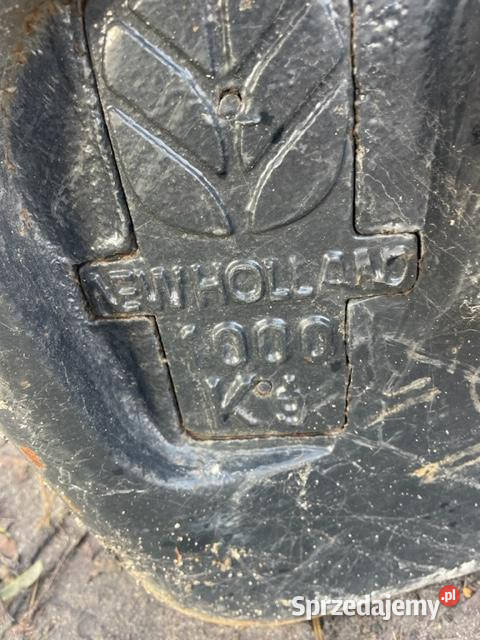 NEW HOLLAND
1000
Kg
Sprzedajemy.pl